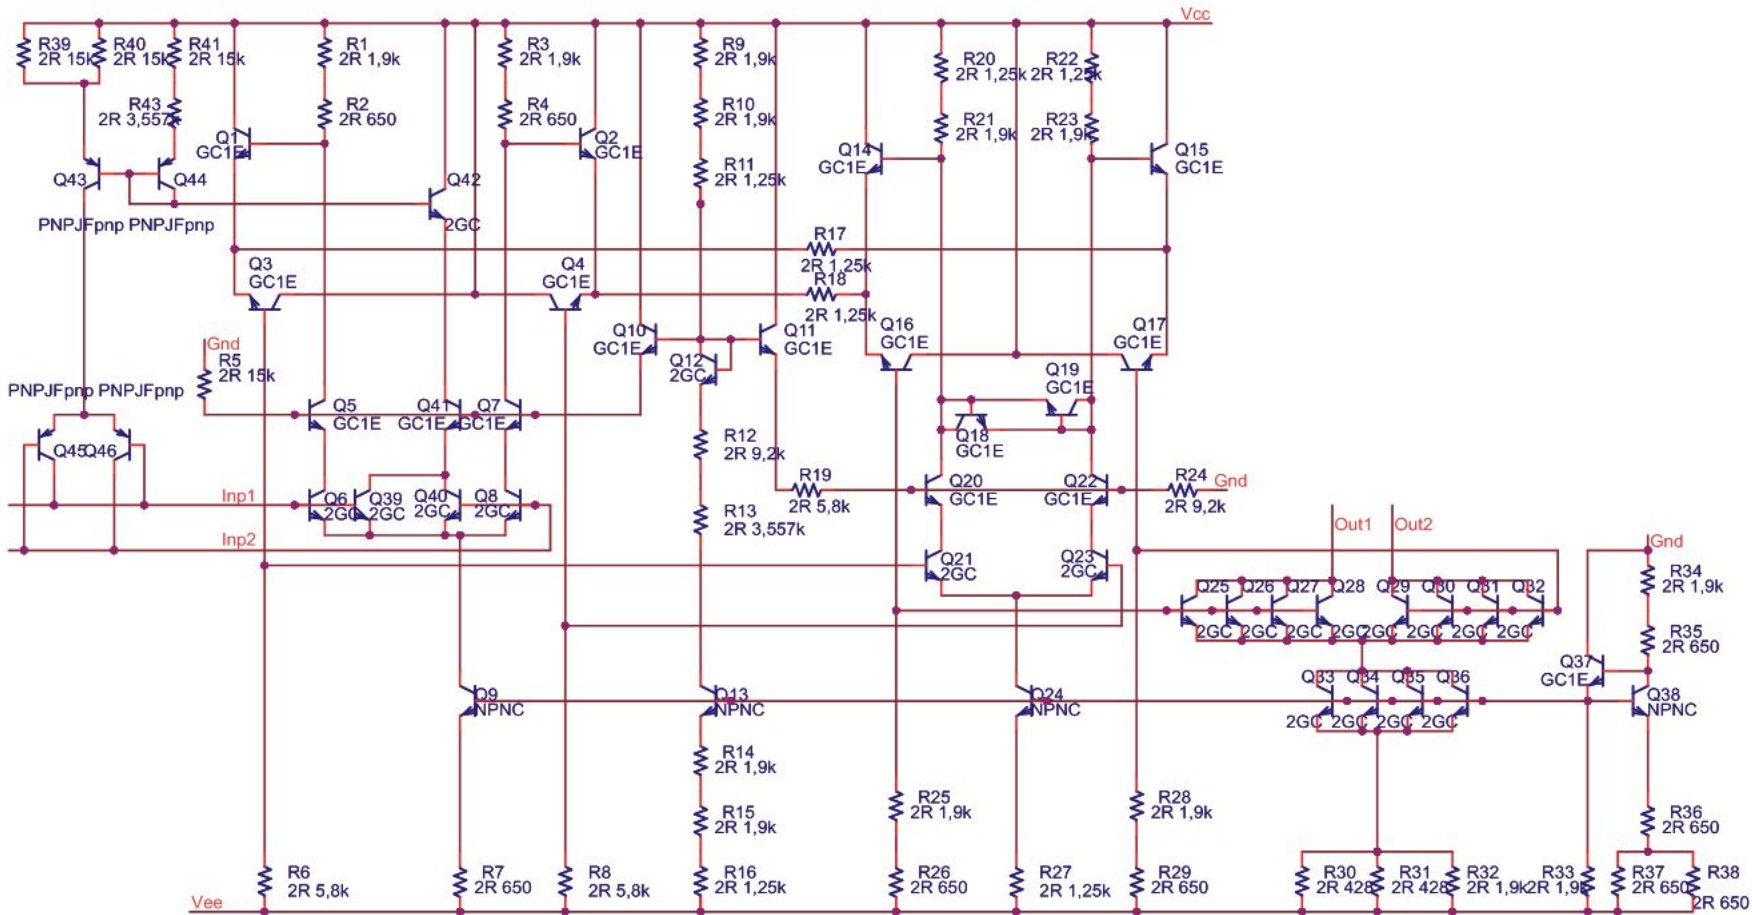 Vcc
R39
2R 15k
R40
2R 15k
R41
2R 15k
R1
2R 1,9k
R3
2R 1,9k
R9
2R 1,9k
R20
2R 1,25k
R22
2R 1,25k
R43
2R 3,557k
R2
2R 650
R4
2R 650
R10
2R 1,9k
R21
2R 1,9k
R23
2R 1,9k
Q1
GC1E
Q2
GC1E
Q14
GC1E
Q15
GC1E
R11
2R 1,25k
Q43
Q44
Q42
2GC
PNPJFpnp PNPJFpnp
R17
2R 1,25k
Q3
GC1E
Q4
GC1E
R18
2R 1,25k
Gnd
R5
2R 15k
Q10
GC1E
Q12
2GC
Q11
GC1E
Q16
GC1E
Q17
GC1E
Q19
GC1E
PNPJFpnp PNPJFpnp
Q5
GC1E
Q41
GC1E
Q7
GC1E
Q18
GC1E
Q45
Q46
R12
2R 9,2k
R19
2R 5,8k
Q20
GC1E
Q22
GC1E
R24
2R 9,2k
Gnd
Inp1
Q6
2GC
Q39
2GC
Q40
2GC
Q8
2GC
R13
2R 3,557k
Out1
Out2
Inp2
Gnd
Q21
2GC
Q23
2GC
R34
2R 1,9k
Q25
Q26
Q27
Q28
Q29
Q30
Q31
Q32
2GC
2GC
2GC
2GC
2GC
2GC
2GC
2GC
R35
2R 650
Q37
GC1E
Q33
Q34
Q35
Q36
2GC
2GC
2GC
2GC
Q9
NPNC
Q13
NPNC
Q24
NPNC
Q38
NPNC
R14
2R 1,9k
R25
2R 1,9k
R28
2R 1,9k
R15
2R 1,9k
R36
2R 650
R6
2R 5,8k
R7
2R 650
R8
2R 5,8k
R16
2R 1,25k
R26
2R 650
R27
2R 1,25k
R29
2R 650
R30
2R 428
R31
2R 428
R32
2R 1,9k
R33
2R 1,9k
R37
2R 650
R38
2R 650
Vee